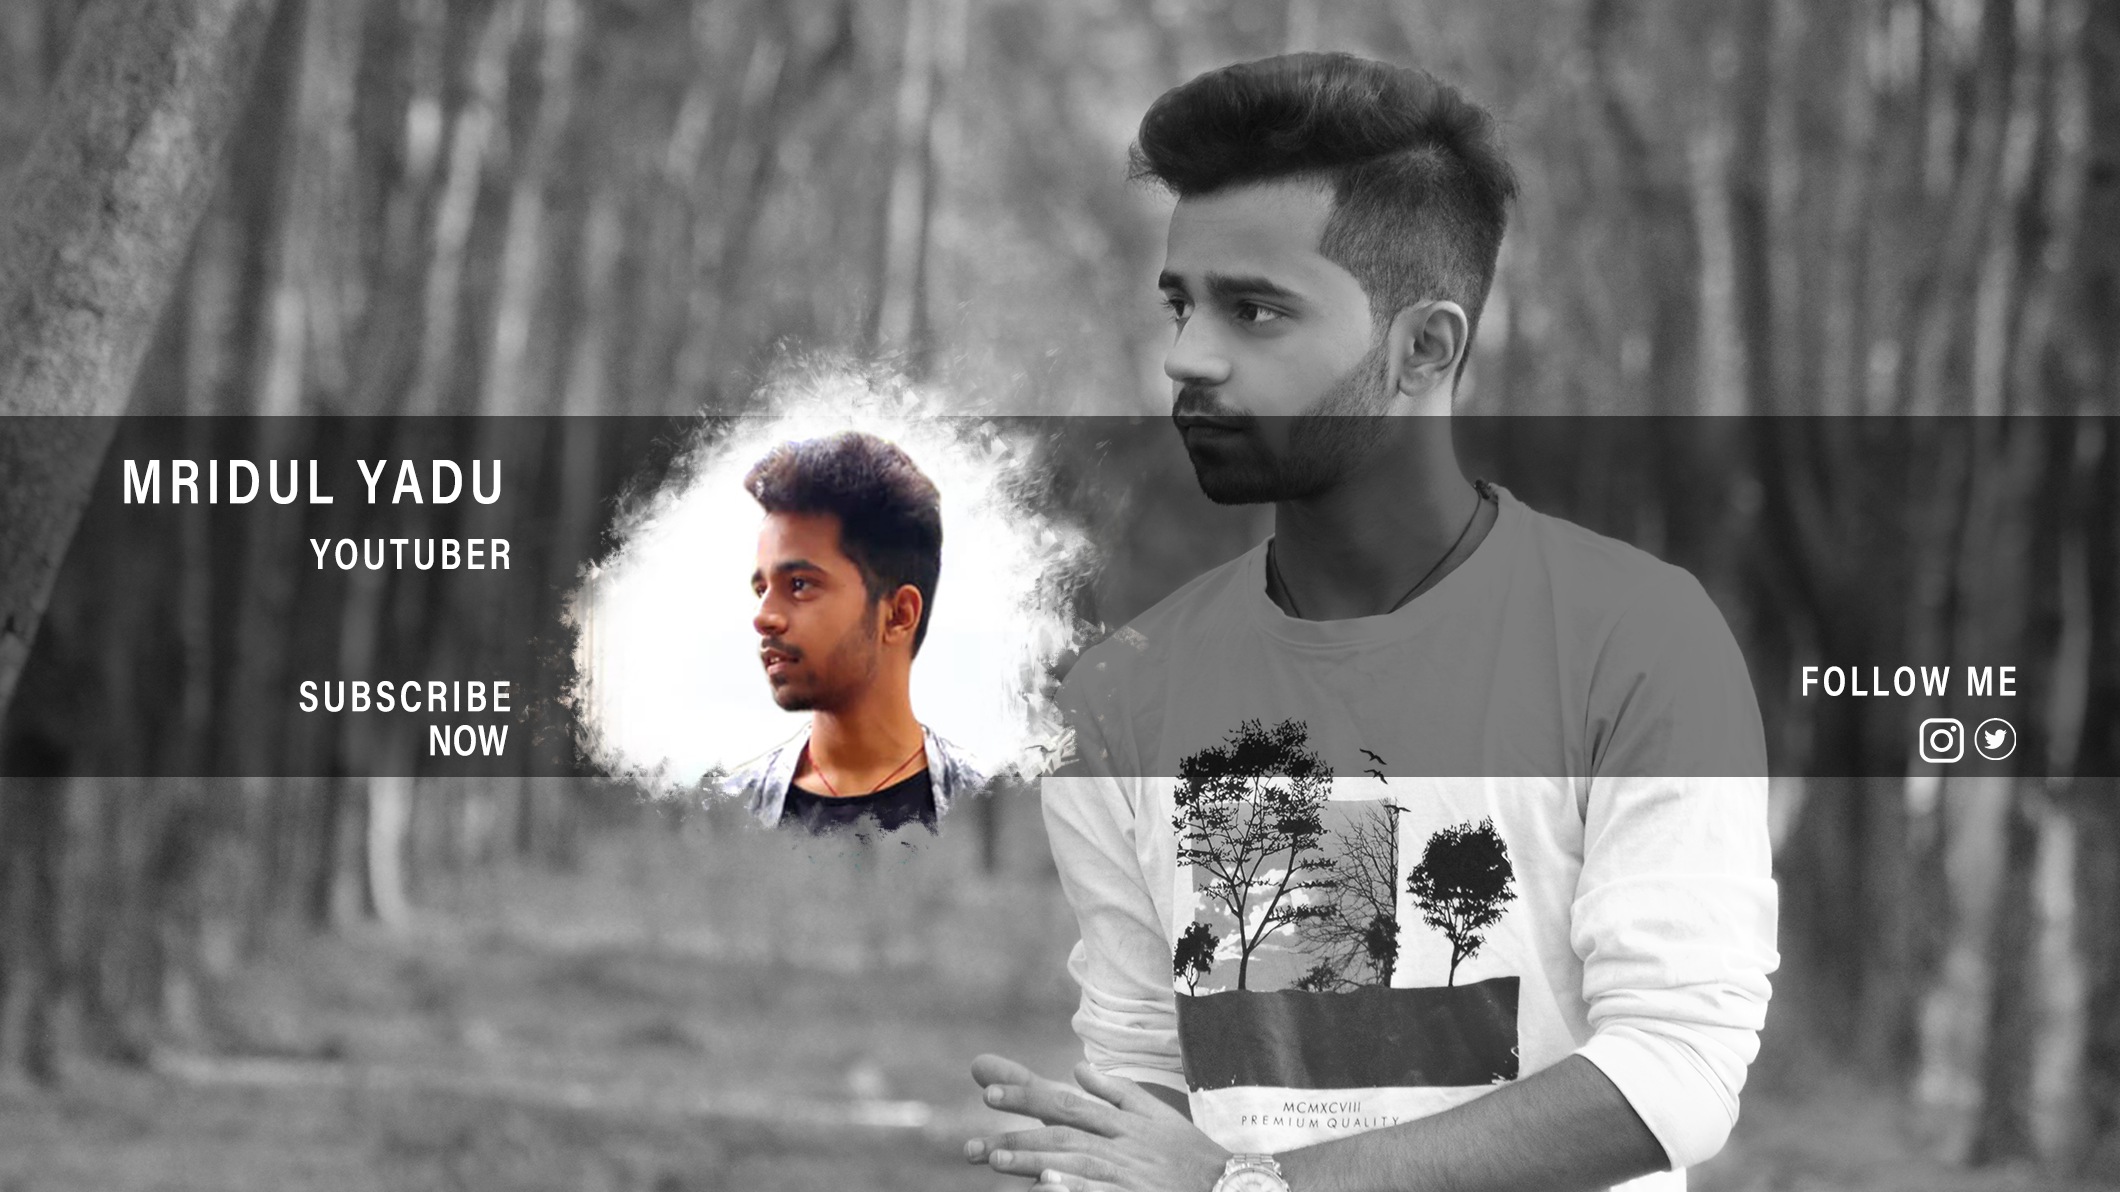 MRIDUL YADU
YOUTUBER
SUBSCRIBE
NOW
FOLLOW ME
MCMXCVIII
PREMIUM QUALITY